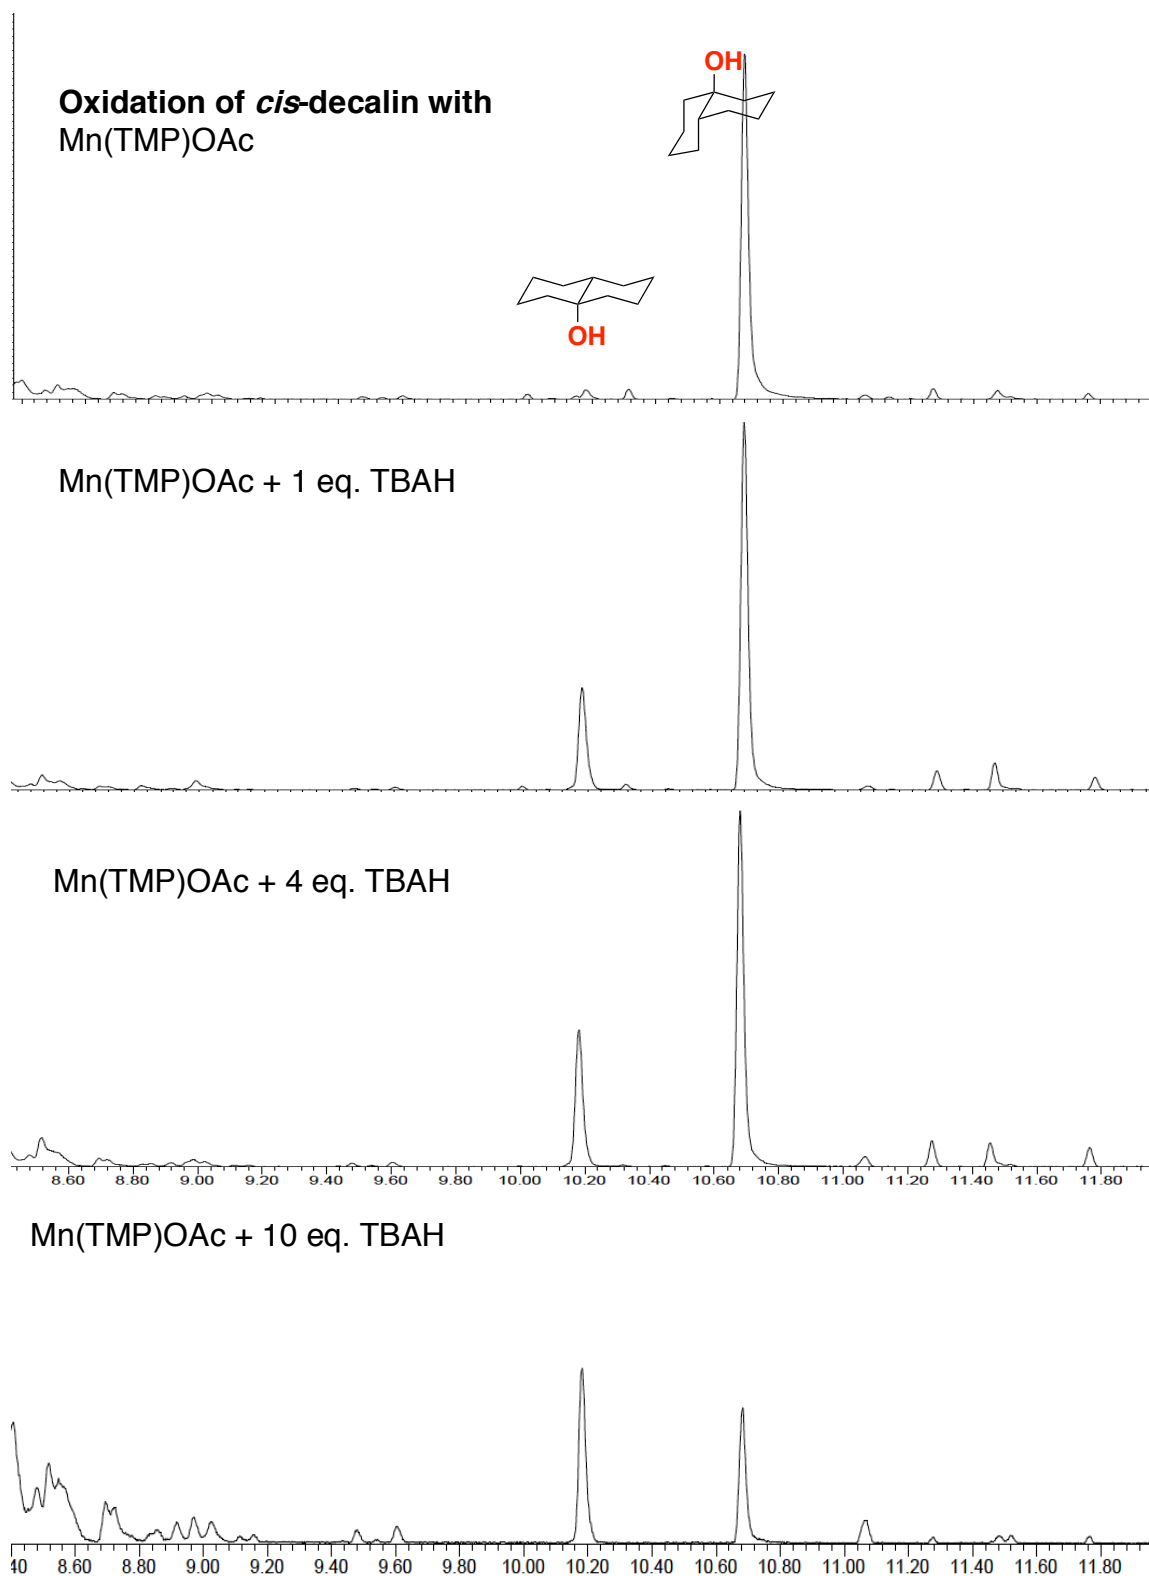 OH
Oxidation of cis-decalin with
Mn(TMP)OAc
OH
Mn(TMP)OAc + 1 eq. TBAH
Mn(TMP)OAc + 4 eq. TBAH
8.60 8.80 9.00 9.20 9.40 9.60 9.80 10.00 10.20 10.40 10.60 10.80 11.00 11.20 11.40 11.60 11.80
Mn(TMP)OAc + 10 eq. TBAH
40 8.60 8.80 9.00 9.20 9.40 9.60 9.80 10.00 10.20 10.40 10.60 10.80 11.00 11.20 11.40 11.60 11.80